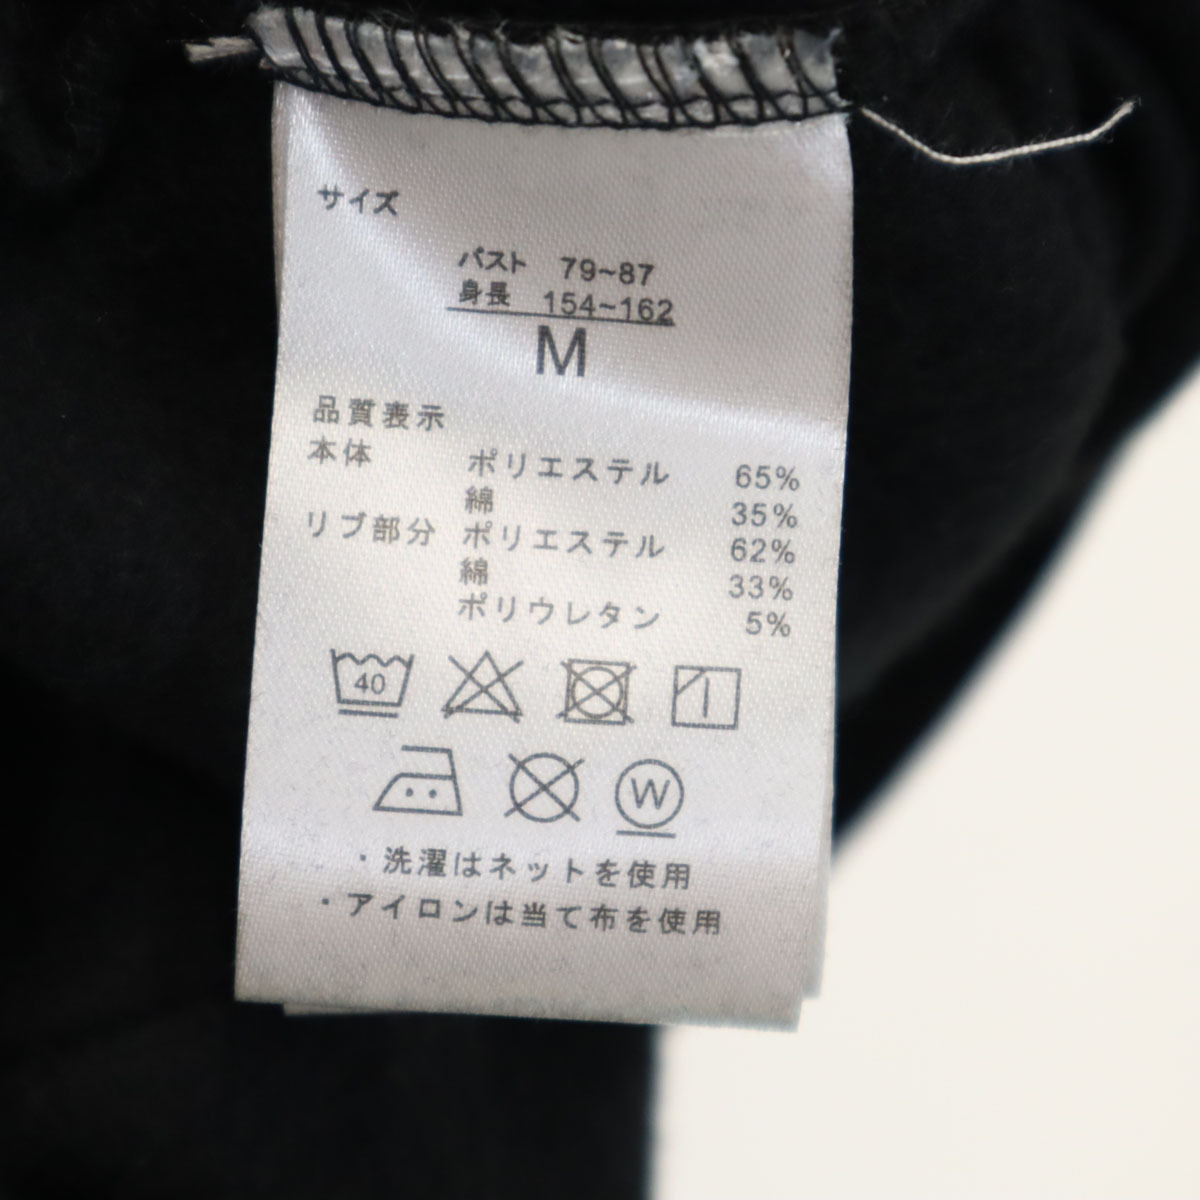 サイズ
バスト 79~87
身長 154~162
M
品質表示
本体 ポリエステル 65%
綿 35%
リブ部分 ポリエステル 62%
綿 33%
ポリウレタン 5%
40
W
・洗濯はネットを使用
・アイロンは当て布を使用